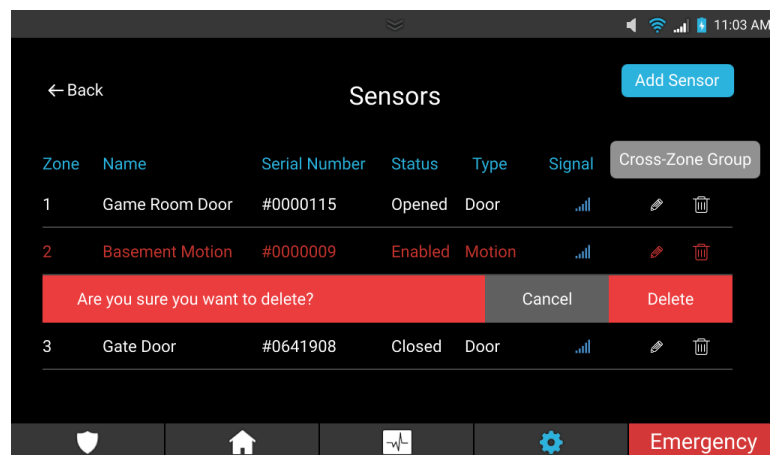 11:03 AM
← Back
Sensors
Add Sensor
Zone Name Serial Number Status Type Signal Cross-Zone Group
1 Game Room Door #0000115 Opened Door
2 Basement Motion #0000009 Enabled Motion
Are you sure you want to delete? Cancel Delete
3 Gate Door #0641908 Closed Door
Emergency